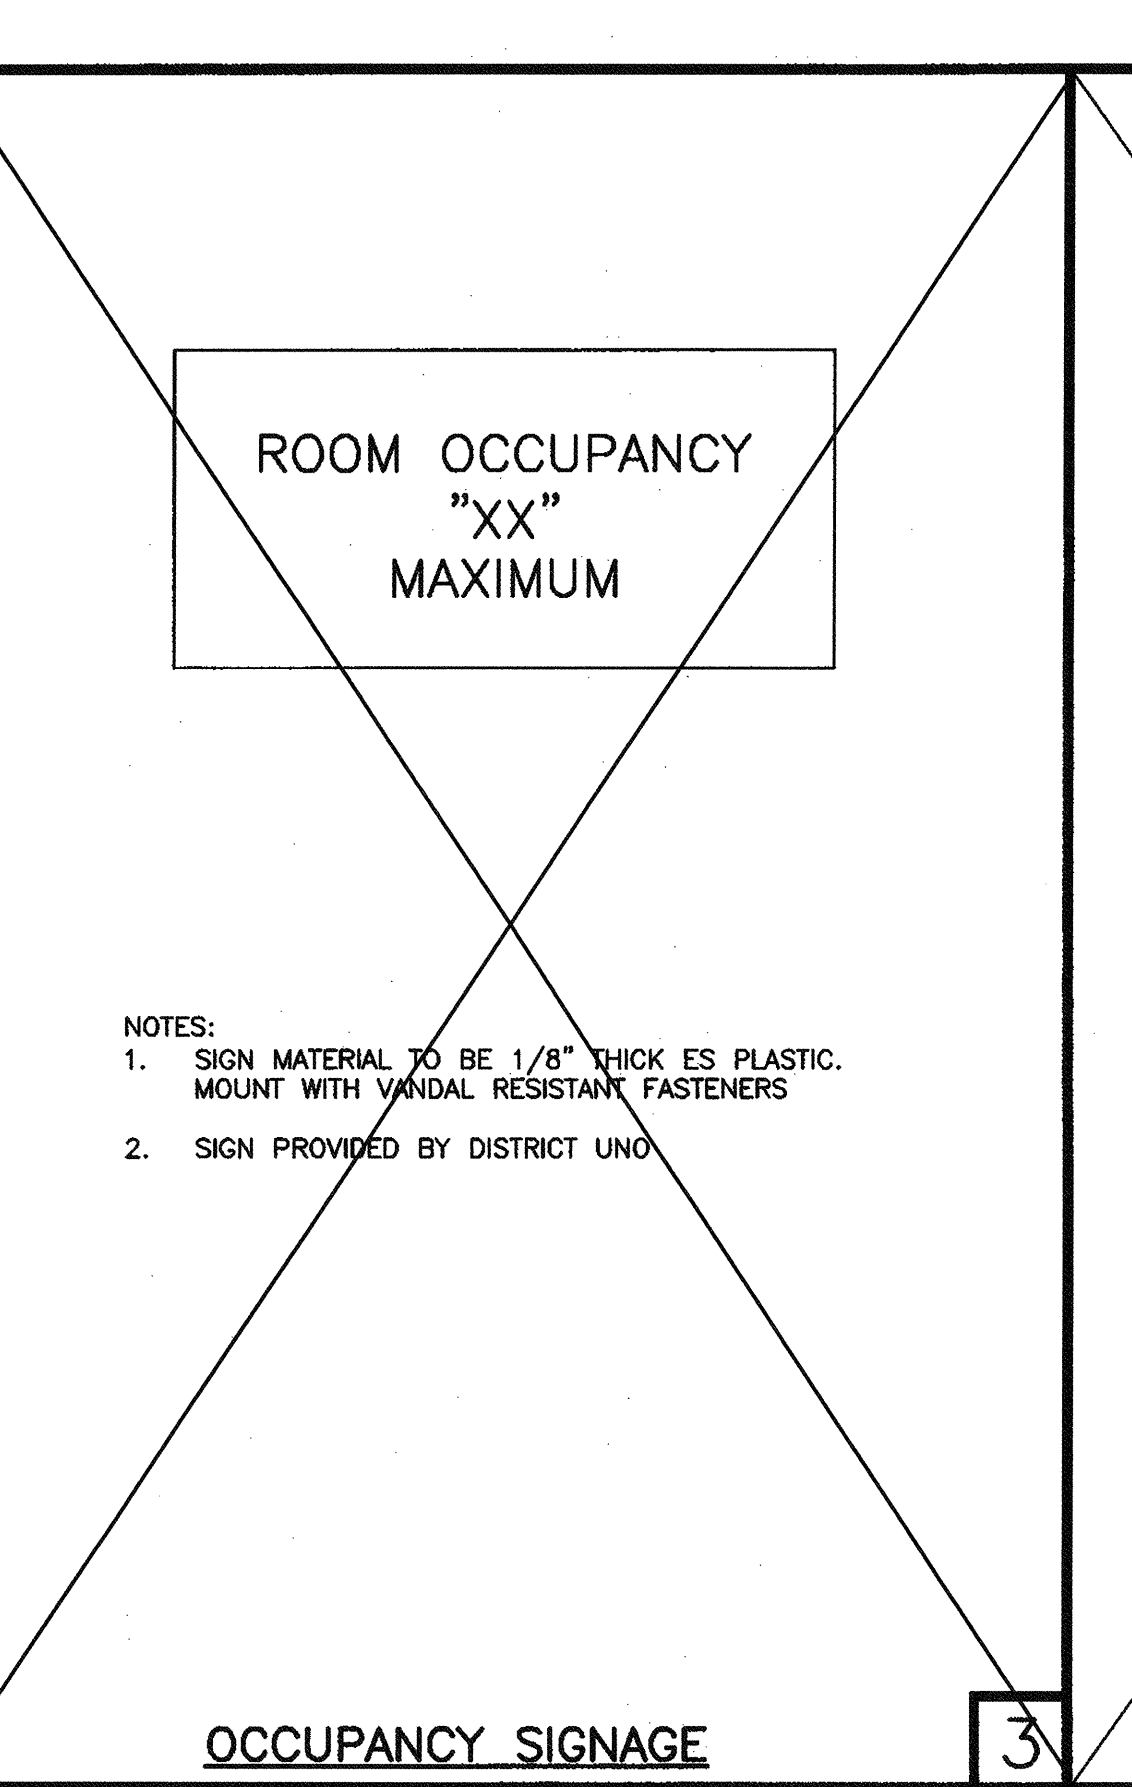 ROOM OCCUPANCY
"XX"
MAXIMUM
NOTES:
1. SIGN MATERIAL TO BE 1/8" THICK ES PLASTIC.
MOUNT WITH VANDAL RESISTANT FASTENERS
2. SIGN PROVIDED BY DISTRICT UNO
OCCUPANCY SIGNAGE
3